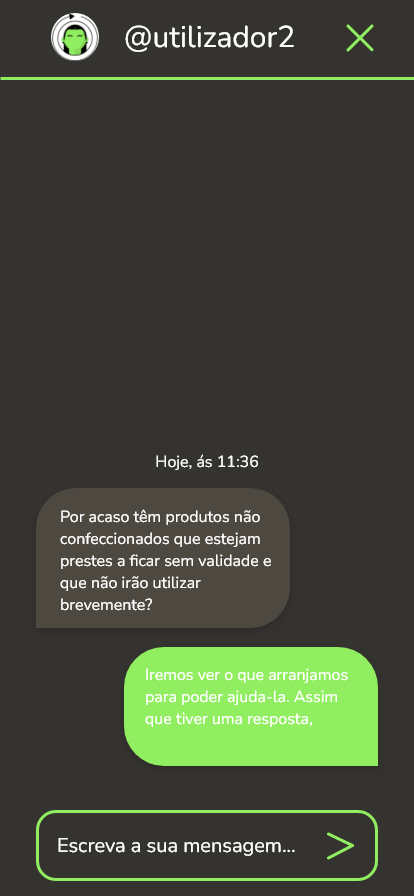 @utilizador2
Hoje, ás 11:36
Por acaso têm produtos não
confeccionados que estejam
prestes a ficar sem validade e
que não irão utilizar
brevemente?
Iremos ver o que arranjamos
para poder ajuda-la. Assim
que tiver uma resposta,
Escreva a sua mensagem...